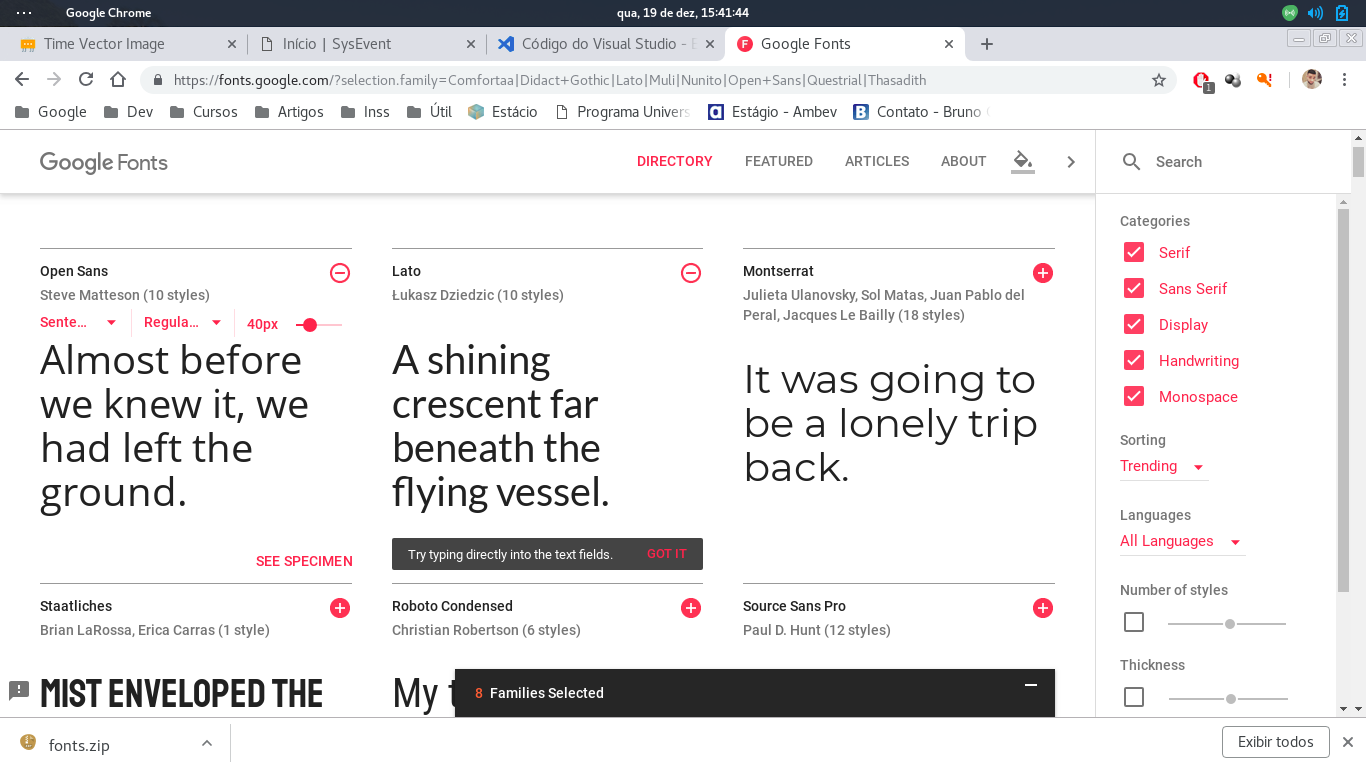 Google Chrome
qua, 19 de dez, 15:41:44
Time Vector Image
Início | SysEvent
Código do Visual Studio - E
Google Fonts
https://fonts.google.com/?selection.family=Comfortaa|Didact+Gothic|Lato|Muli|Nunito|Open+Sans|Questrial|Thasadith
1
Google
Dev
Cursos
Artigos
Inss
Útil
Estácio
Programa Univers
Estágio - Ambev
Contato - Bruno
Google Fonts
DIRECTORY
FEATURED
ARTICLES
ABOUT
Search
Open Sans
Steve Matteson (10 styles)
Sente...
Regula...
40px
Almost before
we knew it, we
had left the
ground.
SEE SPECIMEN
Lato
Łukasz Dziedzic (10 styles)
A shining
crescent far
beneath the
flying vessel.
Try typing directly into the text fields.
GOT IT
Montserrat
Julieta Ulanovsky, Sol Matas, Juan Pablo del
Peral, Jacques Le Bailly (18 styles)
It was going to
be a lonely trip
back.
Staatliches
Brian LaRossa, Erica Carras (1 style)
MIST ENVELOPED THE
Roboto Condensed
Christian Robertson (6 styles)
My t
Source Sans Pro
Paul D. Hunt (12 styles)
8 Families Selected
Categories
Serif
Sans Serif
Display
Handwriting
Monospace
Sorting
Trending
Languages
All Languages
Number of styles
Thickness
fonts.zip
Exibir todos